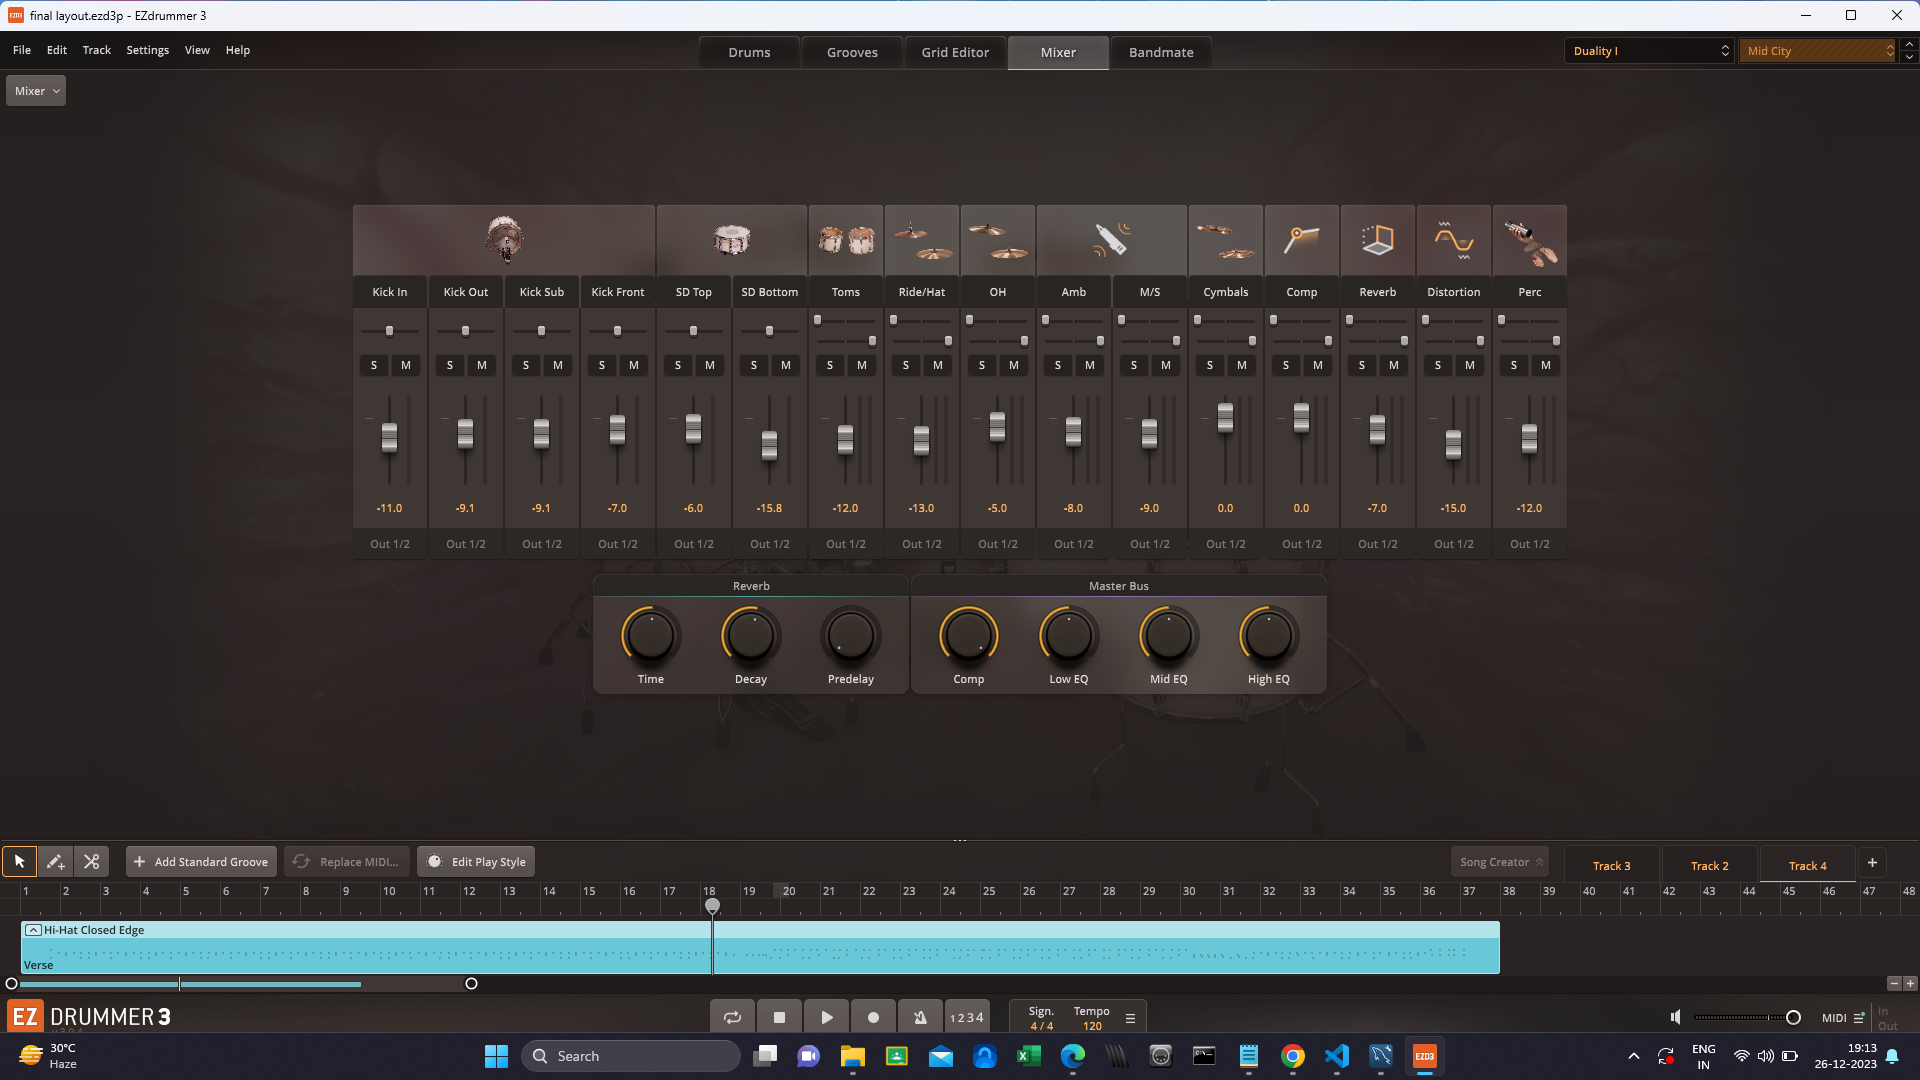 final layout.ezd3p - EZdrummer 3
File Edit Track Settings View Help
Drums Grooves Grid Editor Mixer Bandmate
Duality I Mid City
Mixer
Kick In Kick Out Kick Sub Kick Front SD Top SD Bottom Toms Ride/Hat OH Amb M/S Cymbals Comp Reverb Distortion Perc
S M S M S M S M S M S M S M S M S M S M S M S M S M S M S M S M
-11.0 -9.1 -9.1 -7.0 -6.0 -15.8 -12.0 -13.0 -5.0 -8.0 -9.0 0.0 0.0 -7.0 -15.0 -12.0
Out 1/2 Out 1/2 Out 1/2 Out 1/2 Out 1/2 Out 1/2 Out 1/2 Out 1/2 Out 1/2 Out 1/2 Out 1/2 Out 1/2 Out 1/2 Out 1/2 Out 1/2 Out 1/2
Reverb Master Bus
Time Decay Predelay Comp Low EQ Mid EQ High EQ
Add Standard Groove Replace MIDI... Edit Play Style Song Creator Track 3 Track 2 Track 4
1 2 3 4 5 6 7 8 9 10 11 12 13 14 15 16 17 18 19 20 21 22 23 24 25 26 27 28 29 30 31 32 33 34 35 36 37 38 39 40 41 42 43 44 45 46 47 48
Hi-Hat Closed Edge
Verse
EZ DRUMMER 3
1234
Sign. Tempo
4 / 4 120
MIDI In
Out
30°C
Haze
Search
EZD3
ENG
IN
19:13
26-12-2023